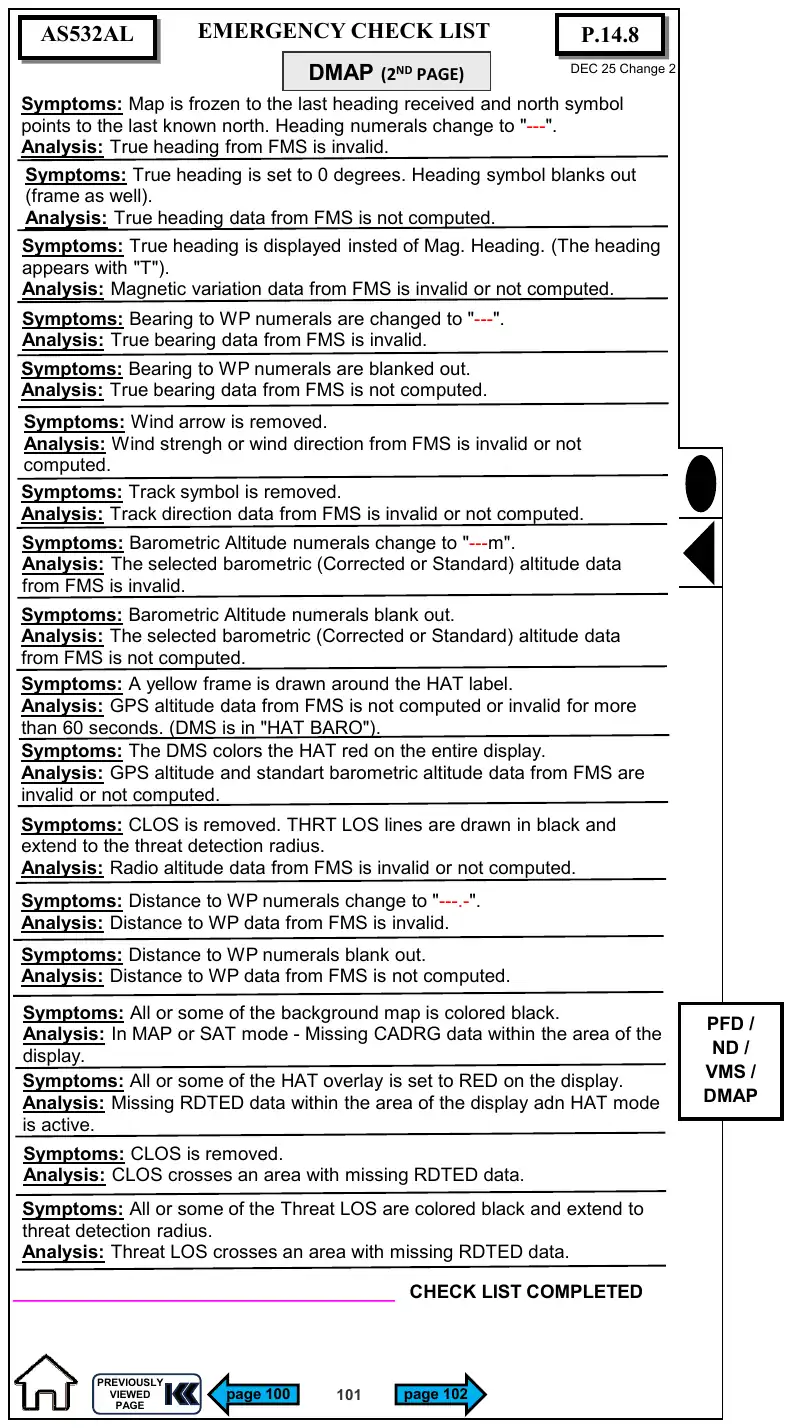 AS532AL
EMERGENCY CHECK LIST
P.14.8
DMAP (2ND PAGE)
DEC 25 Change 2
Symptoms: Map is frozen to the last heading received and north symbol
points to the last known north. Heading numerals change to "---".
Analysis: True heading from FMS is invalid.
Symptoms: True heading is set to 0 degrees. Heading symbol blanks out
(frame as well).
Analysis: True heading data from FMS is not computed.
Symptoms: True heading is displayed insted of Mag. Heading. (The heading
appears with "T").
Analysis: Magnetic variation data from FMS is invalid or not computed.
Symptoms: Bearing to WP numerals are changed to "---".
Analysis: True bearing data from FMS is invalid.
Symptoms: Bearing to WP numerals are blanked out.
Analysis: True bearing data from FMS is not computed.
Symptoms: Wind arrow is removed.
Analysis: Wind strengh or wind direction from FMS is invalid or not
computed.
Symptoms: Track symbol is removed.
Analysis: Track direction data from FMS is invalid or not computed.
Symptoms: Barometric Altitude numerals change to "---m".
Analysis: The selected barometric (Corrected or Standard) altitude data
from FMS is invalid.
Symptoms: Barometric Altitude numerals blank out.
Analysis: The selected barometric (Corrected or Standard) altitude data
from FMS is not computed.
Symptoms: A yellow frame is drawn around the HAT label.
Analysis: GPS altitude data from FMS is not computed or invalid for more
than 60 seconds. (DMS is in "HAT BARO").
Symptoms: The DMS colors the HAT red on the entire display.
Analysis: GPS altitude and standart barometric altitude data from FMS are
invalid or not computed.
Symptoms: CLOS is removed. THRT LOS lines are drawn in black and
extend to the threat detection radius.
Analysis: Radio altitude data from FMS is invalid or not computed.
Symptoms: Distance to WP numerals change to "---.-".
Analysis: Distance to WP data from FMS is invalid.
Symptoms: Distance to WP numerals blank out.
Analysis: Distance to WP data from FMS is not computed.
Symptoms: All or some of the background map is colored black.
Analysis: In MAP or SAT mode - Missing CADRG data within the area of the
display.
Symptoms: All or some of the HAT overlay is set to RED on the display.
Analysis: Missing RDTED data within the area of the display adn HAT mode
is active.
Symptoms: CLOS is removed.
Analysis: CLOS crosses an area with missing RDTED data.
Symptoms: All or some of the Threat LOS are colored black and extend to
threat detection radius.
Analysis: Threat LOS crosses an area with missing RDTED data.
CHECK LIST COMPLETED
PFD /
ND /
VMS /
DMAP
PREVIOUSLY
VIEWED
PAGE
page 100
101
page 102